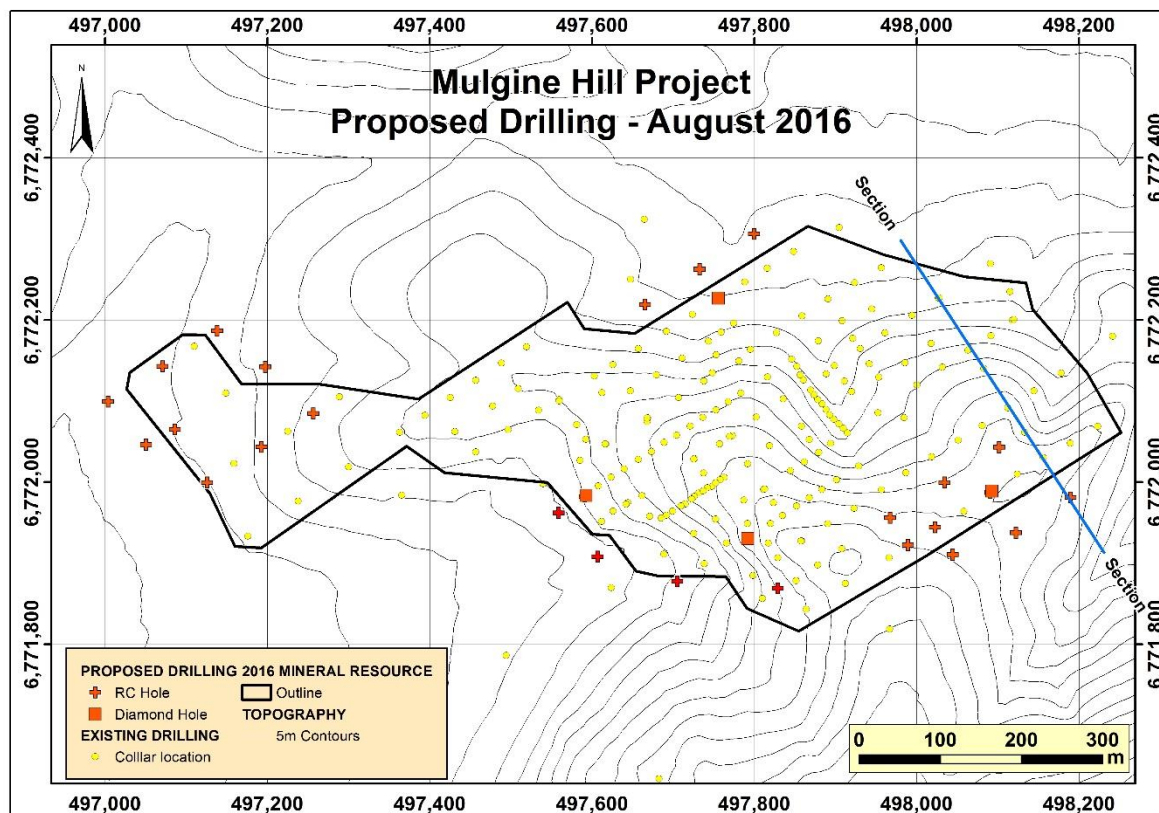 497,000 497,200 497,400 497,600 497,800 498,000 498,200
Mulgine Hill Project
Proposed Drilling - August 2016
6,772,400 6,772,400
Section
6,772,200 6,772,200
6,772,000 6,772,000
Section
6,771,800 6,771,800
PROPOSED DRILLING 2016 MINERAL RESOURCE
RC Hole Outline
Diamond Hole TOPOGRAPHY
EXISTING DRILLING 5m Contours
Colllar location
0 100 200 300
m
497,000 497,200 497,400 497,600 497,800 498,000 498,200